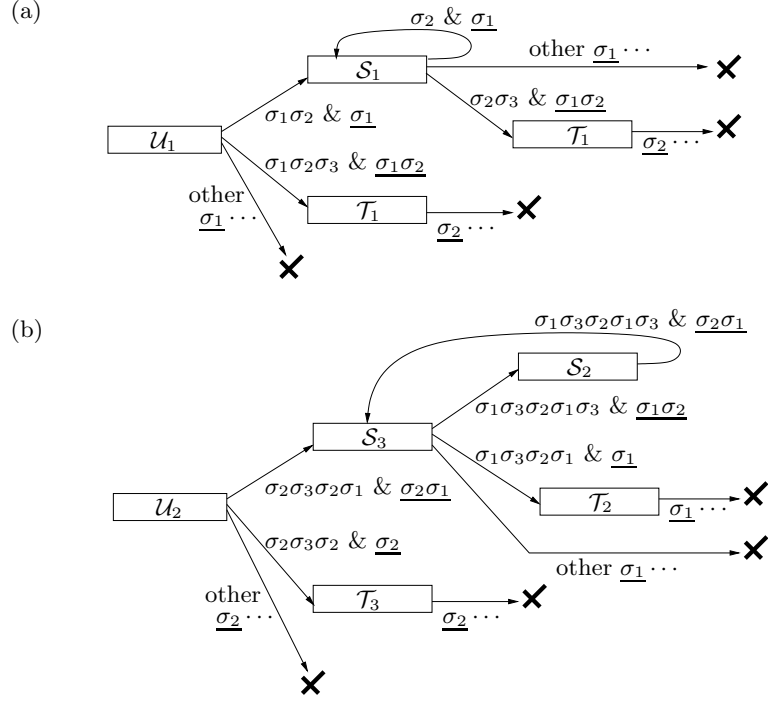 (a)
σ₂ & σ₁
S₁
other σ₁ ⋯
σ₁σ₂ & σ₁
σ₂σ₃ & σ₁σ₂
U₁
T₁
σ₂ ⋯
σ₁σ₂σ₃ & σ₁σ₂
other
σ₁ ⋯
T₁
σ₂ ⋯
(b)
σ₁σ₃σ₂σ₁σ₃ & σ₂σ₁
S₂
σ₁σ₃σ₂σ₁σ₃ & σ₁σ₂
S₃
σ₁σ₃σ₂σ₁ & σ₁
σ₂σ₃σ₂σ₁ & σ₂σ₁
T₂
σ₁ ⋯
U₂
σ₂σ₃σ₂ & σ₂
other σ₁ ⋯
other
σ₂ ⋯
T₃
σ₂ ⋯